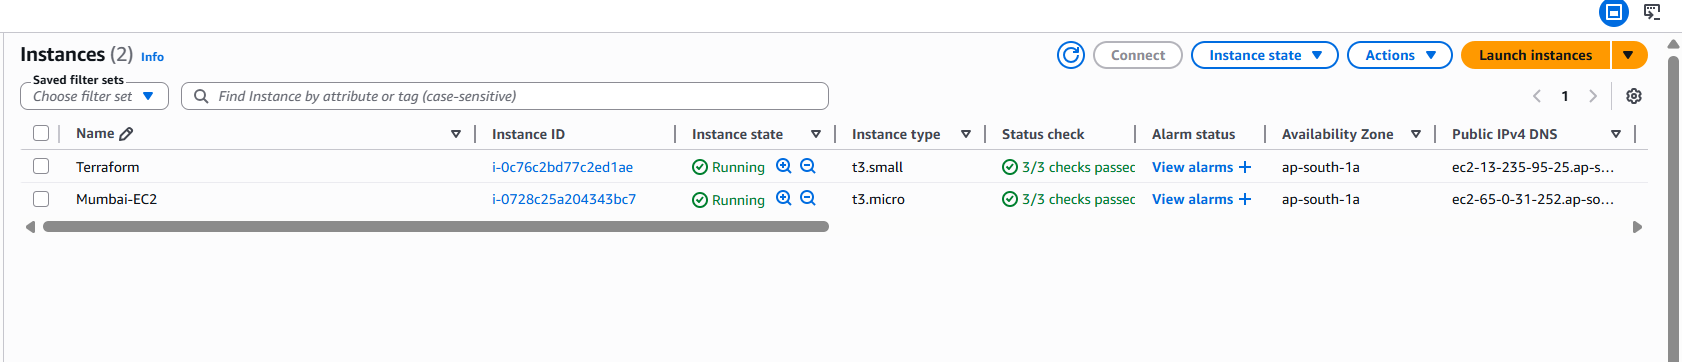 Instances (2) Info
Connect Instance state Actions Launch instances
Saved filter sets
Choose filter set Find Instance by attribute or tag (case-sensitive) 1
Name Instance ID Instance state Instance type Status check Alarm status Availability Zone Public IPv4 DNS
Terraform i-0c76c2bd77c2ed1ae Running t3.small 3/3 checks passec View alarms + ap-south-1a ec2-13-235-95-25.ap-s...
Mumbai-EC2 i-0728c25a204343bc7 Running t3.micro 3/3 checks passec View alarms + ap-south-1a ec2-65-0-31-252.ap-so...